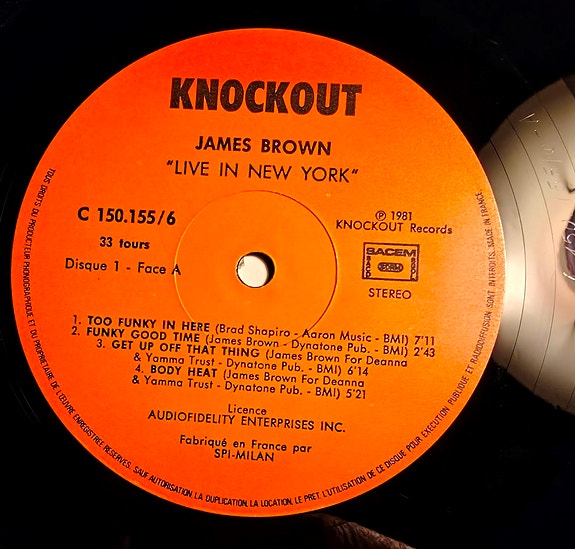 KNOCKOUT
JAMES BROWN
"LIVE IN NEW YORK"
C 150.155/6
33 tours
Disque 1 - Face A
℗ 1981
KNOCKOUT Records
SACEM
STEREO
1. TOO FUNKY IN HERE (Brad Shapiro - Aaron Music - BMI) 7'11
2. FUNKY GOOD TIME (James Brown - Dynatone Pub. - BMI) 2'43
3. GET UP OFF THAT THING (James Brown For Deanna
& Yamma Trust - Dynatone Pub. - BMI) 6'14
4. BODY HEAT (James Brown For Deanna
& Yamma Trust - Dynatone Pub. - BMI) 5'21
Licence
AUDIOFIDELITY ENTERPRISES INC.
Fabriqué en France par
SPI-MILAN
TOUS DROITS DU PRODUCTEUR PHONOGRAPHIQUE ET DU PROPRIETAIRE DE L'ŒUVRE ENREGISTREE RESERVES. SAUF AUTORISATION, LA DUPLICATION, LA LOCATION, LE PRET, L'UTILISATION DE CE DISQUE POUR EXECUTION PUBLIQUE ET RADIODIFFUSION SONT INTERDITS. MADE IN FRANCE.